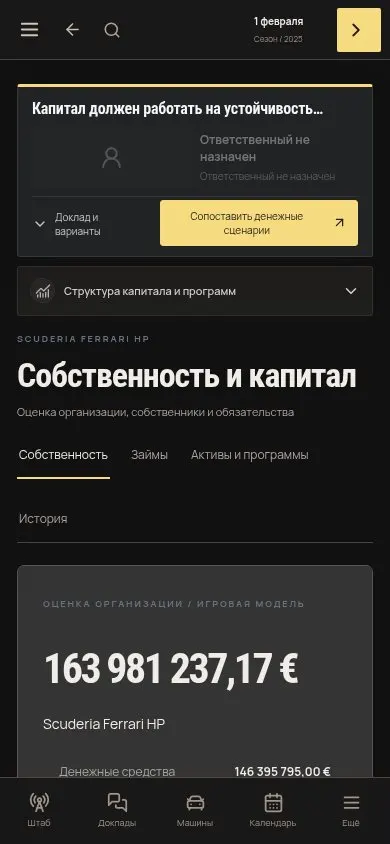 1 февраля
Сезон / 2025
Капитал должен работать на устойчивость…
Ответственный не
назначен
Ответственный не назначен
Доклад и
варианты
Сопоставить денежные
сценарии
Структура капитала и программ
SCUDERIA FERRARI HP
Собственность и капитал
Оценка организации, собственники и обязательства
Собственность Займы Активы и программы
История
ОЦЕНКА ОРГАНИЗАЦИИ / ИГРОВАЯ МОДЕЛЬ
163 981 237,17 €
Scuderia Ferrari HP
Денежные средства 146 395 795,00 €
Штаб Доклады Машины Календарь Ещё